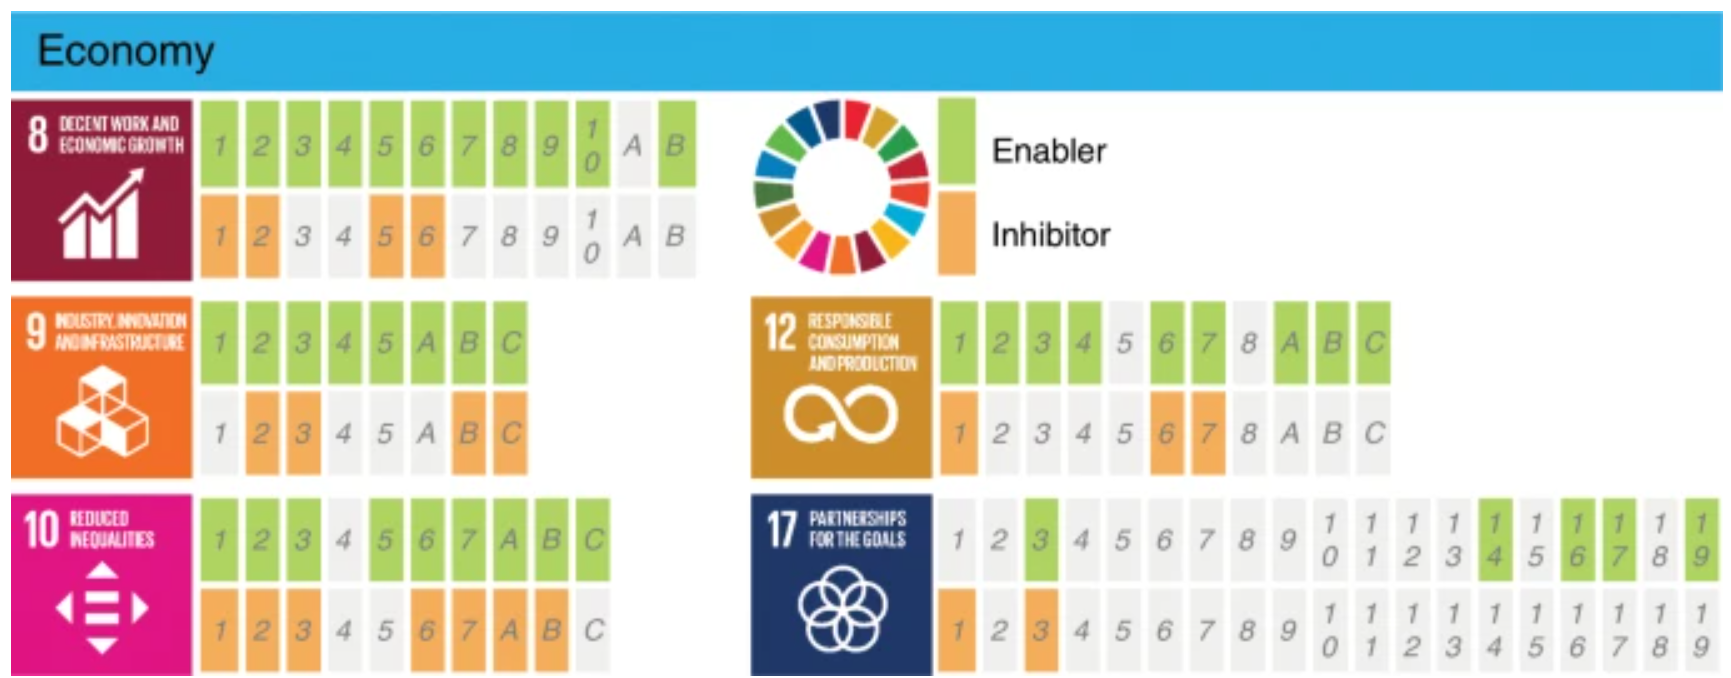 Economy
8 DECENT WORK AND
ECONOMIC GROWTH
1 2 3 4 5 6 7 8 9 10 A B
1 2 3 4 5 6 7 8 9 10 A B
Enabler
Inhibitor
9 INDUSTRY, INNOVATION
AND INFRASTRUCTURE
1 2 3 4 5 A B C
1 2 3 4 5 A B C
12 RESPONSIBLE
CONSUMPTION
AND PRODUCTION
1 2 3 4 5 6 7 8 A B C
1 2 3 4 5 6 7 8 A B C
10 REDUCED
INEQUALITIES
1 2 3 4 5 6 7 A B C
1 2 3 4 5 6 7 A B C
17 PARTNERSHIPS
FOR THE GOALS
1 2 3 4 5 6 7 8 9 10 11 12 13 14 15 16 17 18 19
1 2 3 4 5 6 7 8 9 10 11 12 13 14 15 16 17 18 19